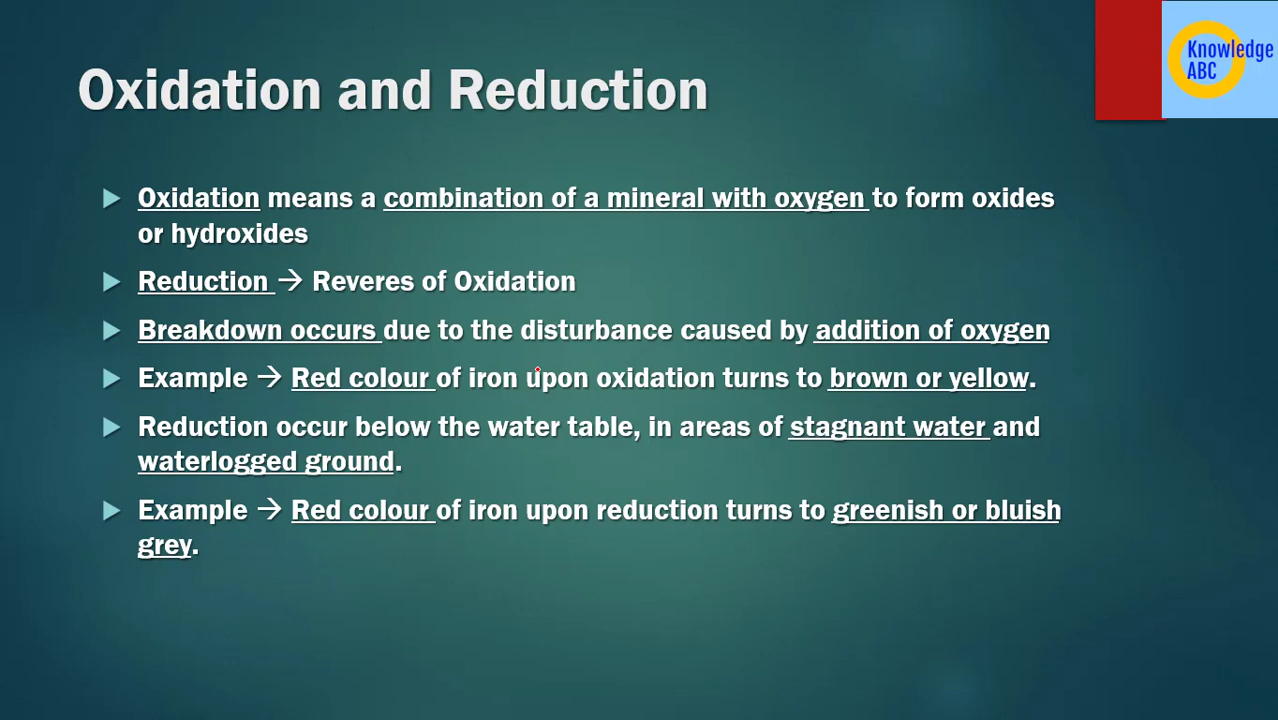 Knowledge
ABC
Oxidation and Reduction
Oxidation means a combination of a mineral with oxygen to form oxides
or hydroxides
Reduction → Reveres of Oxidation
Breakdown occurs due to the disturbance caused by addition of oxygen
Example → Red colour of iron upon oxidation turns to brown or yellow.
Reduction occur below the water table, in areas of stagnant water and
waterlogged ground.
Example → Red colour of iron upon reduction turns to greenish or bluish
grey.